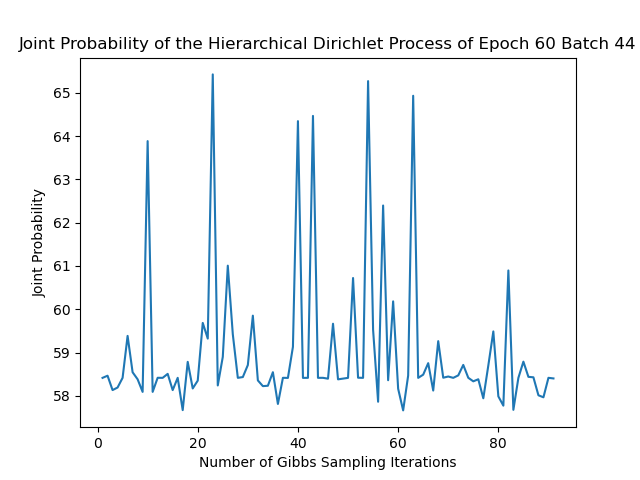 Joint Probability of the Hierarchical Dirichlet Process of Epoch 60 Batch 44
65
64
63
62
61
60
59
58
Joint Probability
0 20 40 60 80
Number of Gibbs Sampling Iterations